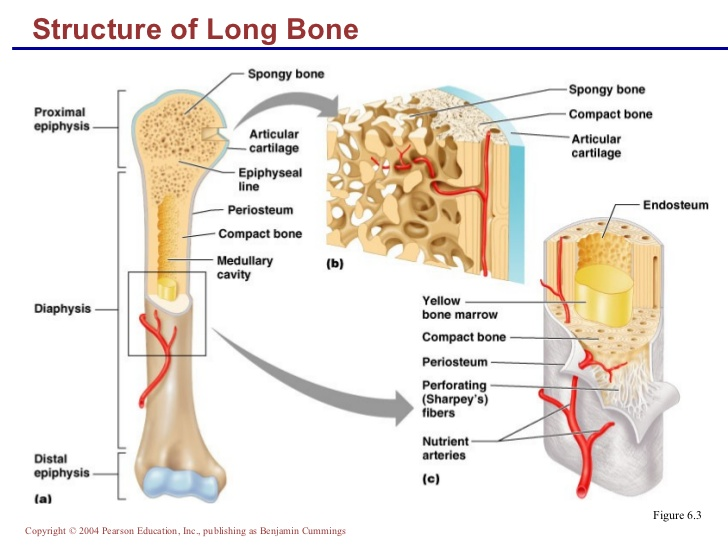 Structure of Long Bone
Spongy bone
Proximal
epiphysis
Articular
cartilage
Epiphyseal
line
Periosteum
Compact bone
Medullary
cavity
Diaphysis
Distal
epiphysis
(a)
Spongy bone
Compact bone
Articular
cartilage
(b)
Endosteum
Yellow
bone marrow
Compact bone
Periosteum
Perforating
(Sharpey's)
fibers
Nutrient
arteries
(c)
Figure 6.3
Copyright © 2004 Pearson Education, Inc., publishing as Benjamin Cummings